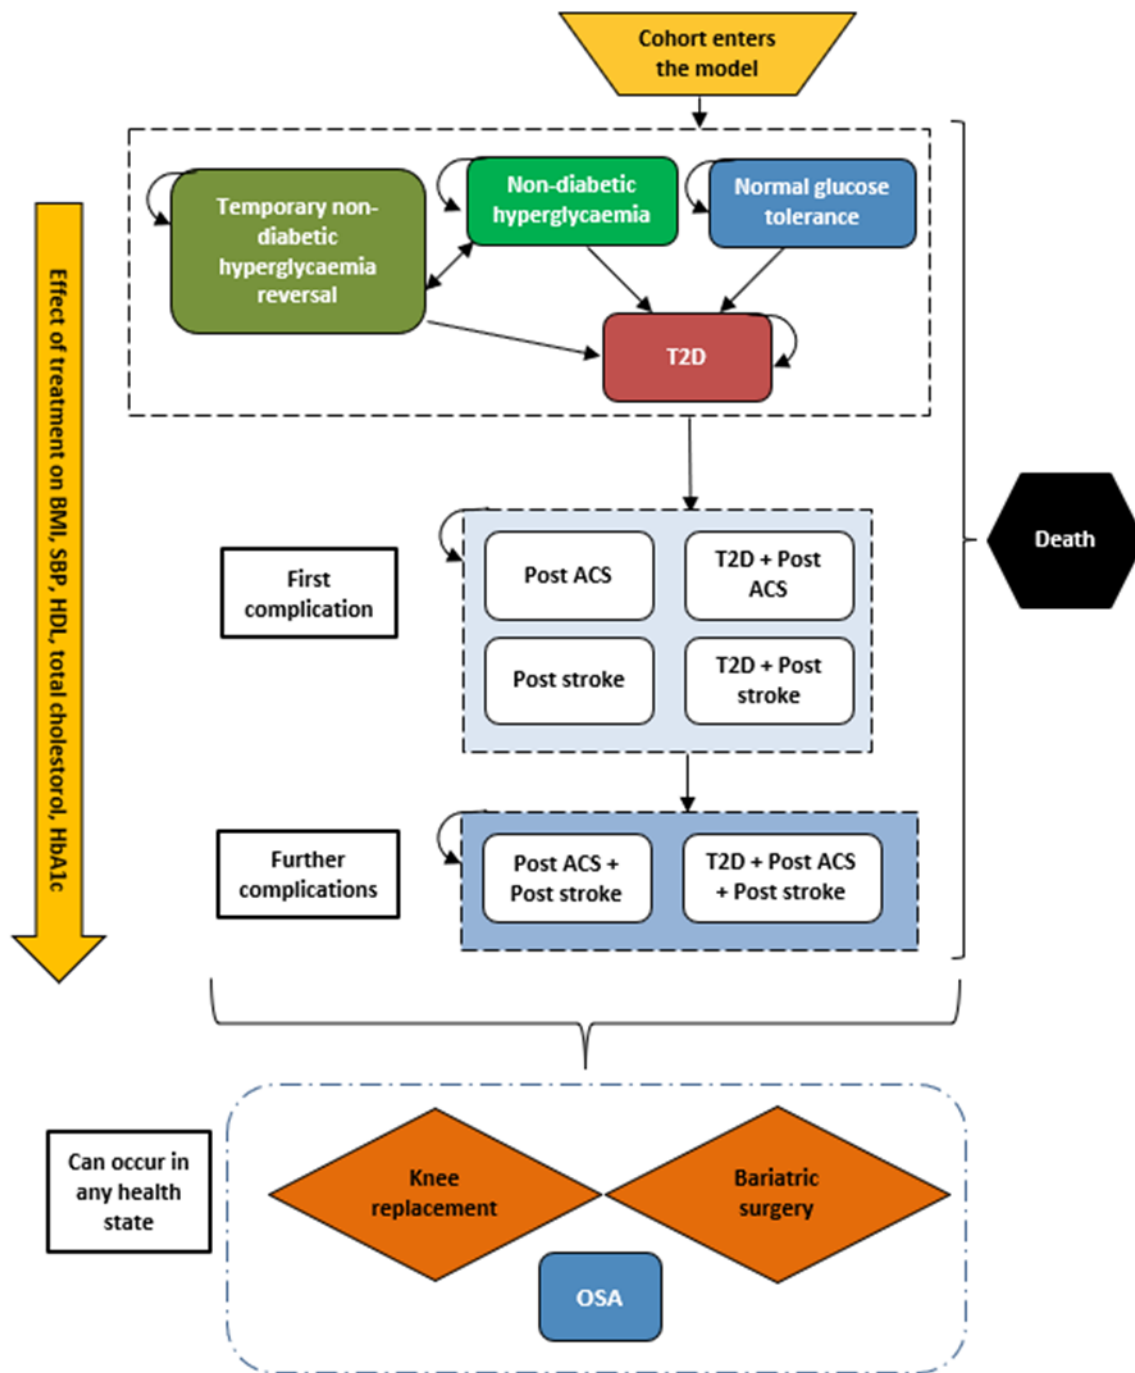 Cohort enters
the model
Temporary non-
diabetic
hyperglycaemia
reversal
Non-diabetic
hyperglycaemia
Normal glucose
tolerance
T2D
Effect of treatment on BMI, SBP, HDL, total cholestorol, HbA1c
First
complication
Post ACS
T2D + Post
ACS
Post stroke
T2D + Post
stroke
Death
Further
complications
Post ACS +
Post stroke
T2D + Post ACS
+ Post stroke
Can occur in
any health
state
Knee
replacement
Bariatric
surgery
OSA